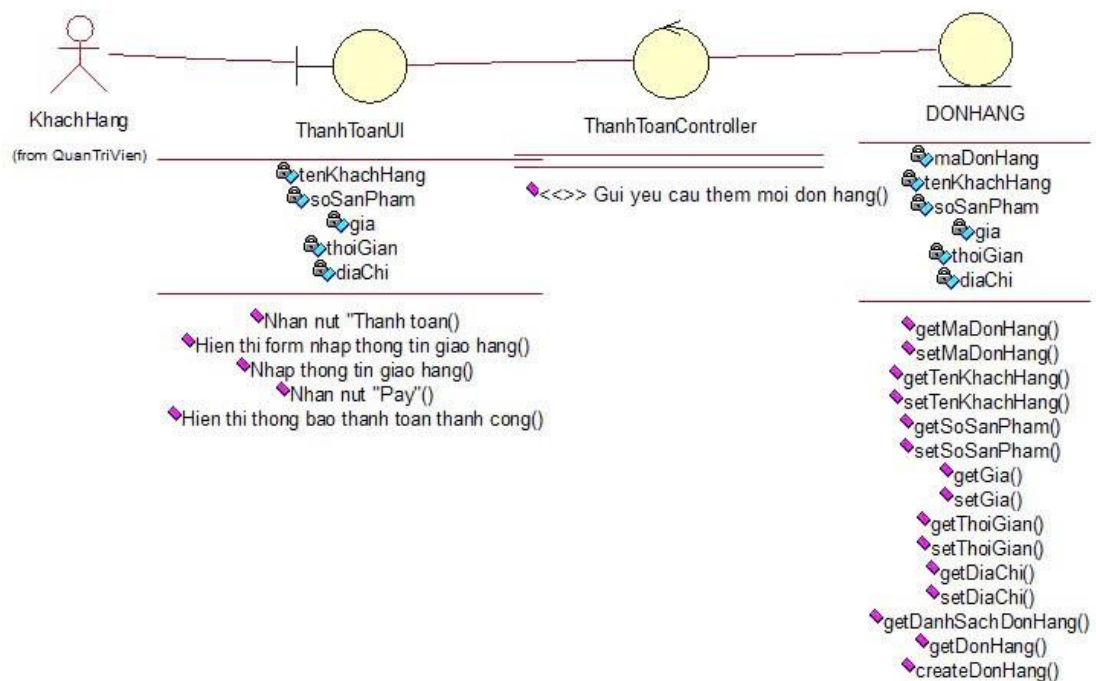 KhachHang
(from QuanTriVien)
ThanhToanUI
tenKhachHang
soSanPham
gia
thoiGian
diaChi
Nhan nut "Thanh toan()
Hien thi form nhap thong tin giao hang()
Nhap thong tin giao hang()
Nhan nut "Pay"()
Hien thi thong bao thanh toan thanh cong()
ThanhToanController
<<>> Gui yeu cau them moi don hang()
DONHANG
maDonHang
tenKhachHang
soSanPham
gia
thoiGian
diaChi
getMaDonHang()
setMaDonHang()
getTenKhachHang()
setTenKhachHang()
getSoSanPham()
setSoSanPham()
getGia()
setGia()
getThoiGian()
setThoiGian()
getDiaChi()
setDiaChi()
getDanhSachDonHang()
getDonHang()
createDonHang()